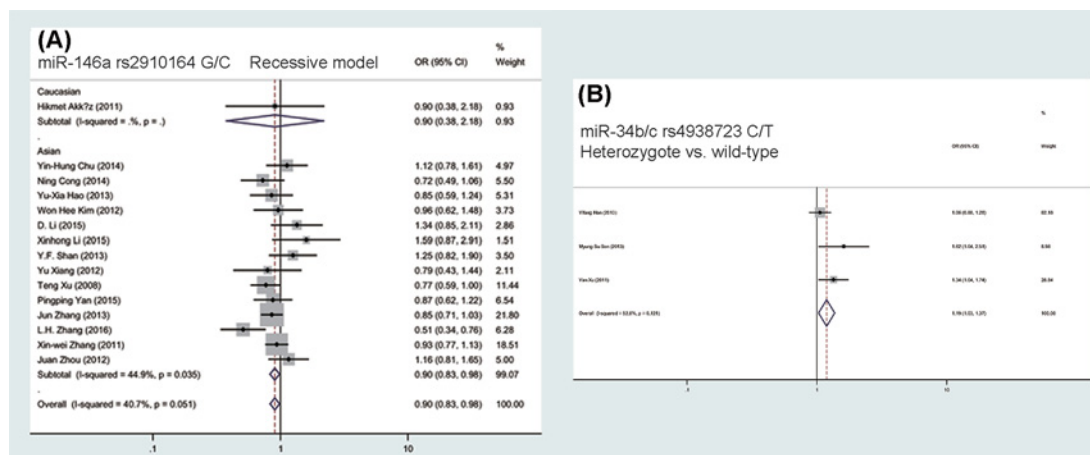 (A)
miR-146a rs2910164 G/C Recessive model OR (95% CI) % Weight
Caucasian
Hikmet Akk?z (2011) 0.90 (0.38, 2.18) 0.93
Subtotal (I-squared = .%, p = .) 0.90 (0.38, 2.18) 0.93
.
Asian
Yin-Hung Chu (2014) 1.12 (0.78, 1.61) 4.97
Ning Cong (2014) 0.72 (0.49, 1.06) 5.50
Yu-Xia Hao (2013) 0.85 (0.59, 1.24) 5.31
Won Hee Kim (2012) 0.96 (0.62, 1.48) 3.73
D. Li (2015) 1.34 (0.85, 2.11) 2.86
Xinhong Li (2015) 1.59 (0.87, 2.91) 1.51
Y.F. Shan (2013) 1.25 (0.82, 1.90) 3.50
Yu Xiang (2012) 0.79 (0.43, 1.44) 2.11
Teng Xu (2008) 0.77 (0.59, 1.00) 11.44
Pingping Yan (2015) 0.87 (0.62, 1.22) 6.54
Jun Zhang (2013) 0.85 (0.71, 1.03) 21.80
L.H. Zhang (2016) 0.51 (0.34, 0.76) 6.28
Xin-wei Zhang (2011) 0.93 (0.77, 1.13) 18.51
Juan Zhou (2012) 1.16 (0.81, 1.65) 5.00
Subtotal (I-squared = 44.9%, p = 0.035) 0.90 (0.83, 0.98) 99.07
.
Overall (I-squared = 40.7%, p = 0.051) 0.90 (0.83, 0.98) 100.00
.1 1 10
(B)
miR-34b/c rs4938723 C/T
Heterozygote vs. wild-type
%
OR (95% CI) Weight
Yan Xu (2011)
Overall 100.00
.1 1 10